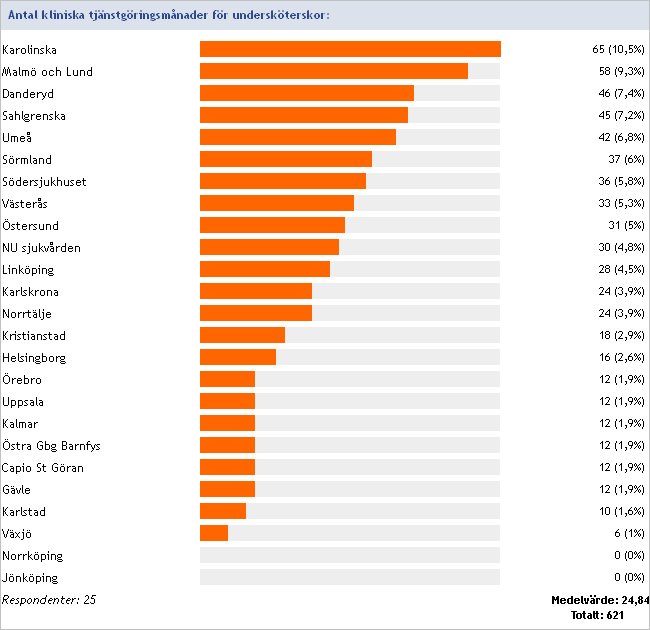 Antal kliniska tjänstgöringsmånader för undersköterskor:
Karolinska 65 (10,5%)
Malmö och Lund 58 (9,3%)
Danderyd 46 (7,4%)
Sahlgrenska 45 (7,2%)
Umeå 42 (6,8%)
Sörmland 37 (6%)
Södersjukhuset 36 (5,8%)
Västerås 33 (5,3%)
Östersund 31 (5%)
NU sjukvården 30 (4,8%)
Linköping 28 (4,5%)
Karlskrona 24 (3,9%)
Norrtälje 24 (3,9%)
Kristianstad 18 (2,9%)
Helsingborg 16 (2,6%)
Örebro 12 (1,9%)
Uppsala 12 (1,9%)
Kalmar 12 (1,9%)
Östra Gbg Barnfys 12 (1,9%)
Capio St Göran 12 (1,9%)
Gävle 12 (1,9%)
Karlstad 10 (1,6%)
Växjö 6 (1%)
Norrköping 0 (0%)
Jönköping 0 (0%)
Respondenter: 25 Medelvärde: 24,84
Totalt: 621